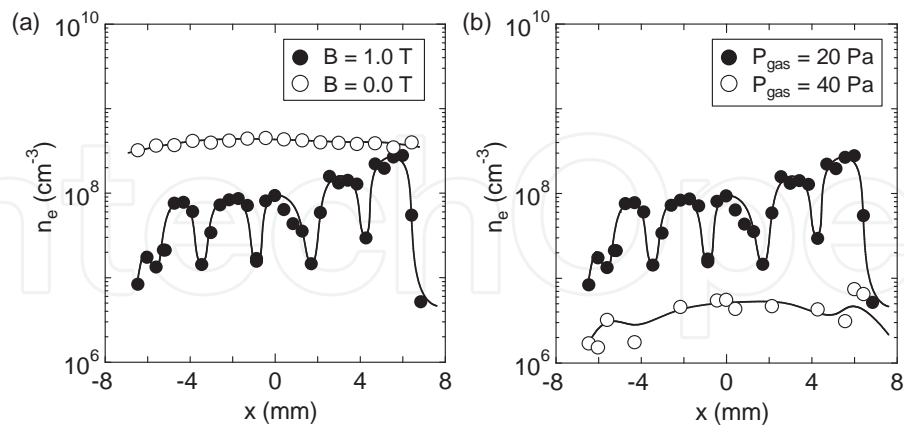 (a)
10^10
B = 1.0 T
B = 0.0 T
n_e (cm^-3)
10^8
10^6
-8 -4 0 4 8
x (mm)
(b)
10^10
P_gas = 20 Pa
P_gas = 40 Pa
n_e (cm^-3)
10^8
10^6
-8 -4 0 4 8
x (mm)